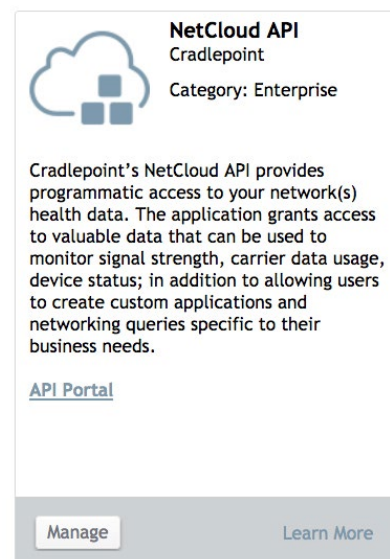 NetCloud API
Cradlepoint
Category: Enterprise
Cradlepoint’s NetCloud API provides
programmatic access to your network(s)
health data. The application grants access
to valuable data that can be used to
monitor signal strength, carrier data usage,
device status; in addition to allowing users
to create custom applications and
networking queries specific to their
business needs.
API Portal
Manage
Learn More